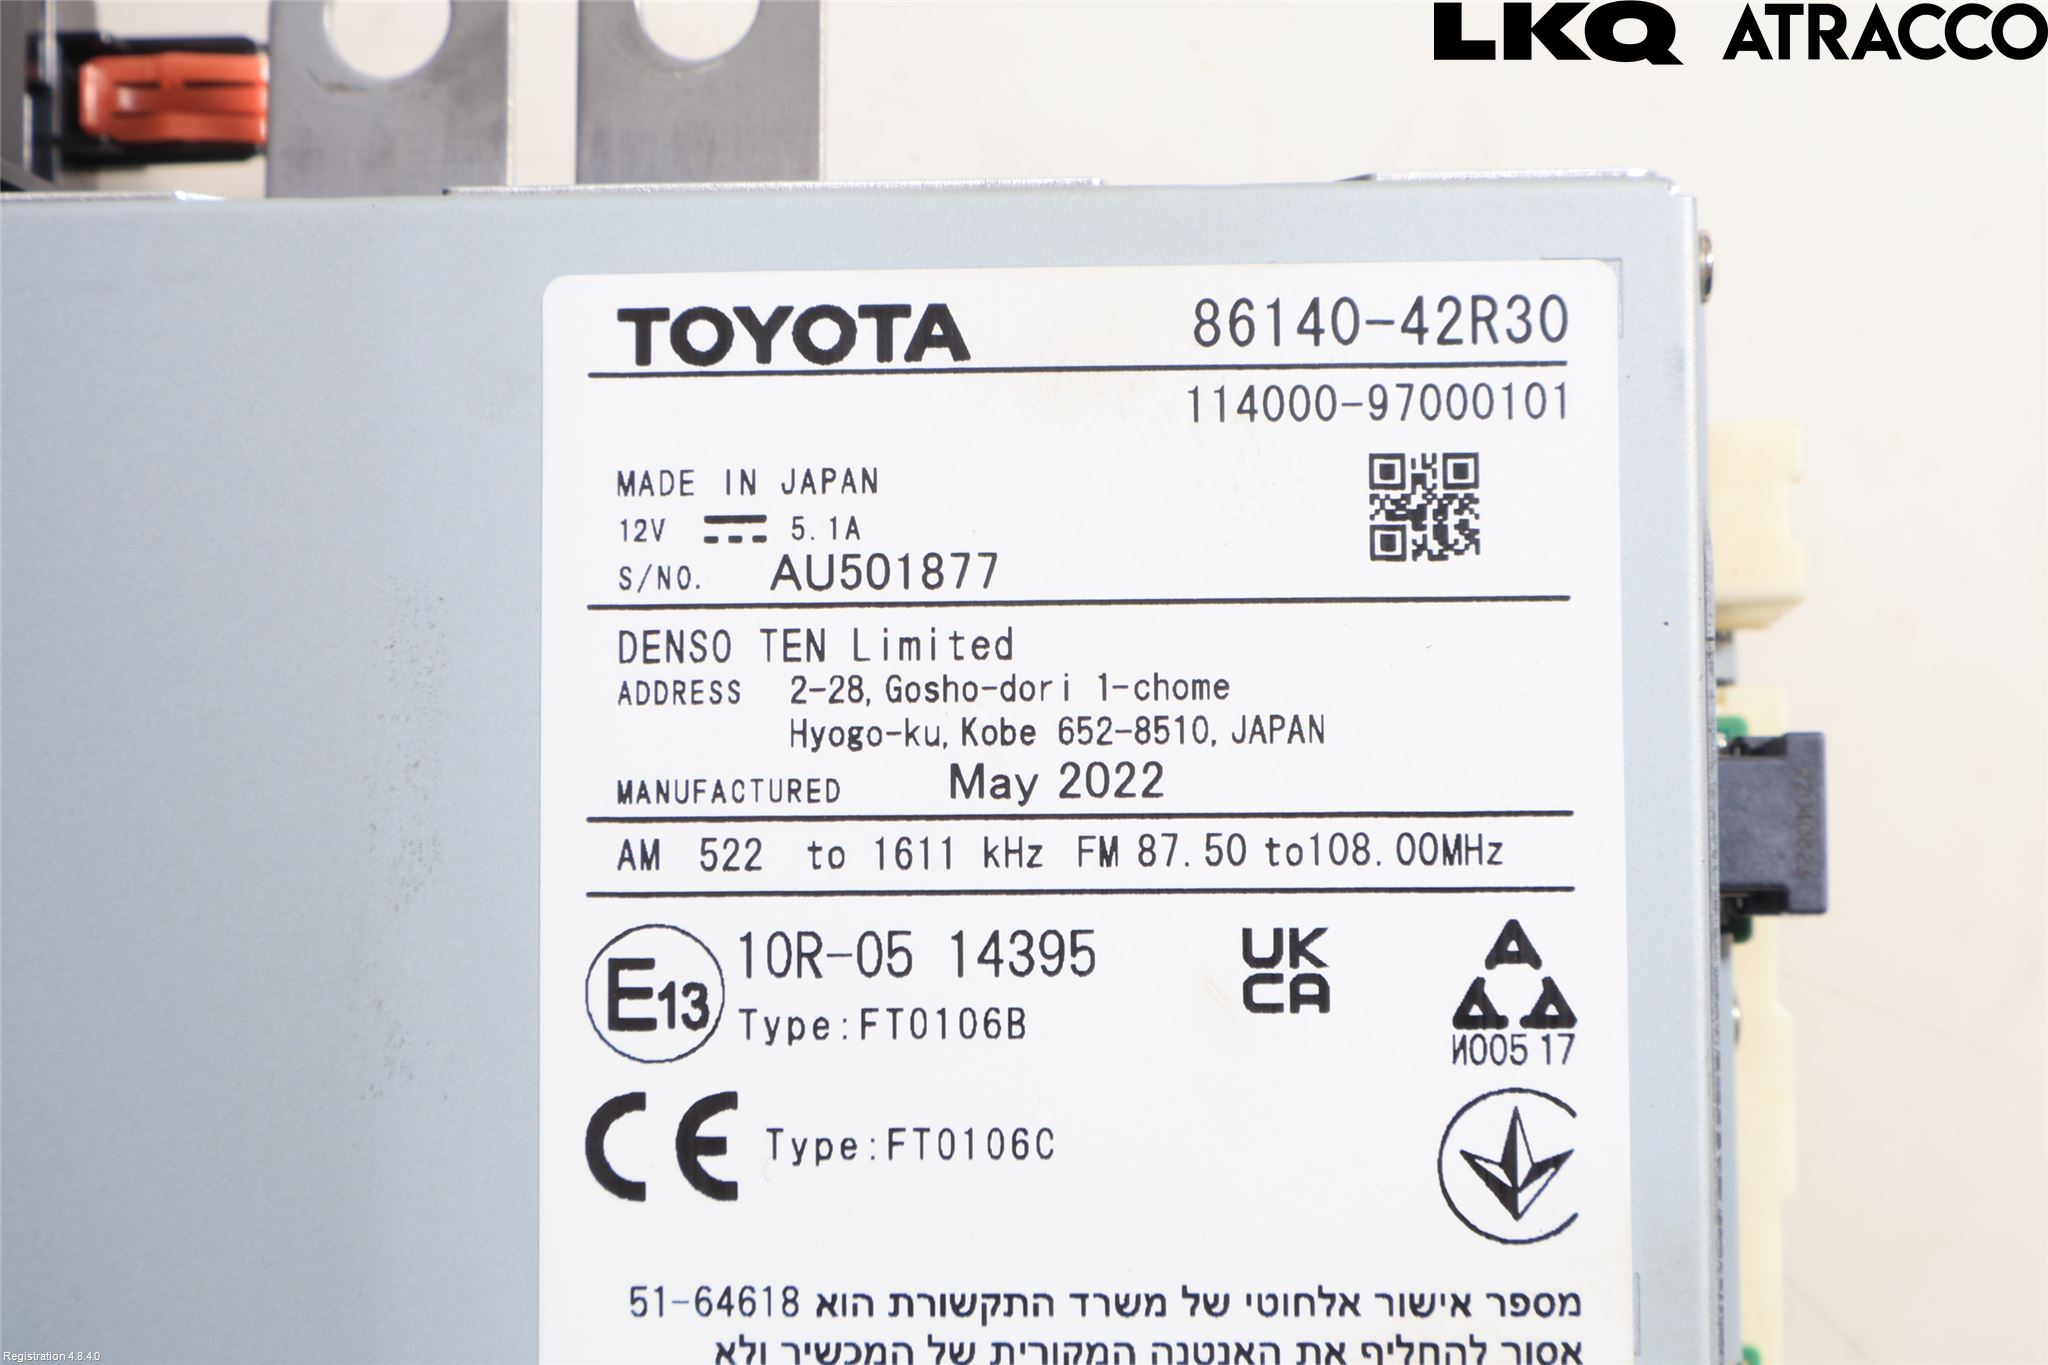 LKQ ATRACCO
TOYOTA 86140-42R30
114000-97000101
MADE IN JAPAN
12V 5.1A
S/NO. AU501877
DENSO TEN Limited
ADDRESS 2-28, Gosho-dori 1-chome
Hyogo-ku, Kobe 652-8510, JAPAN
MANUFACTURED May 2022
AM 522 to 1611 kHz FM 87.50 to108.00MHz
E13 10R-05 14395
Type:FT0106B
UK
CA
AAA
И005 17
CE Type:FT0106C
מספר אישור אלחוטי של משרד התקשורת הוא 51-64618
אסור להחליף את האנטנה המקורית של המכשיר ולא
Registration 4.8.4.0